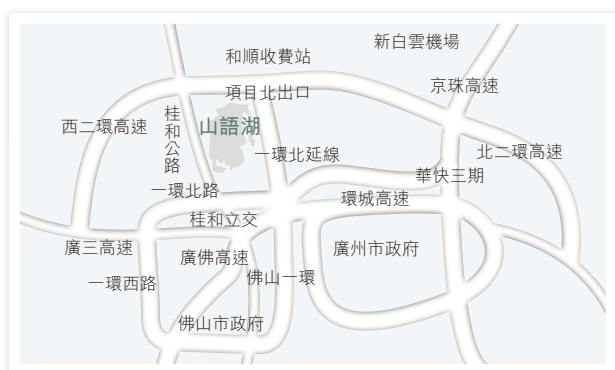 新白雲機場
和順收費站
京珠高速
項目北出口
桂和公路
山語湖
西二環高速
一環北延線
北二環高速
華快三期
一環北路
環城高速
桂和立交
廣三高速
廣佛高速
廣州市政府
一環西路
佛山一環
佛山市政府